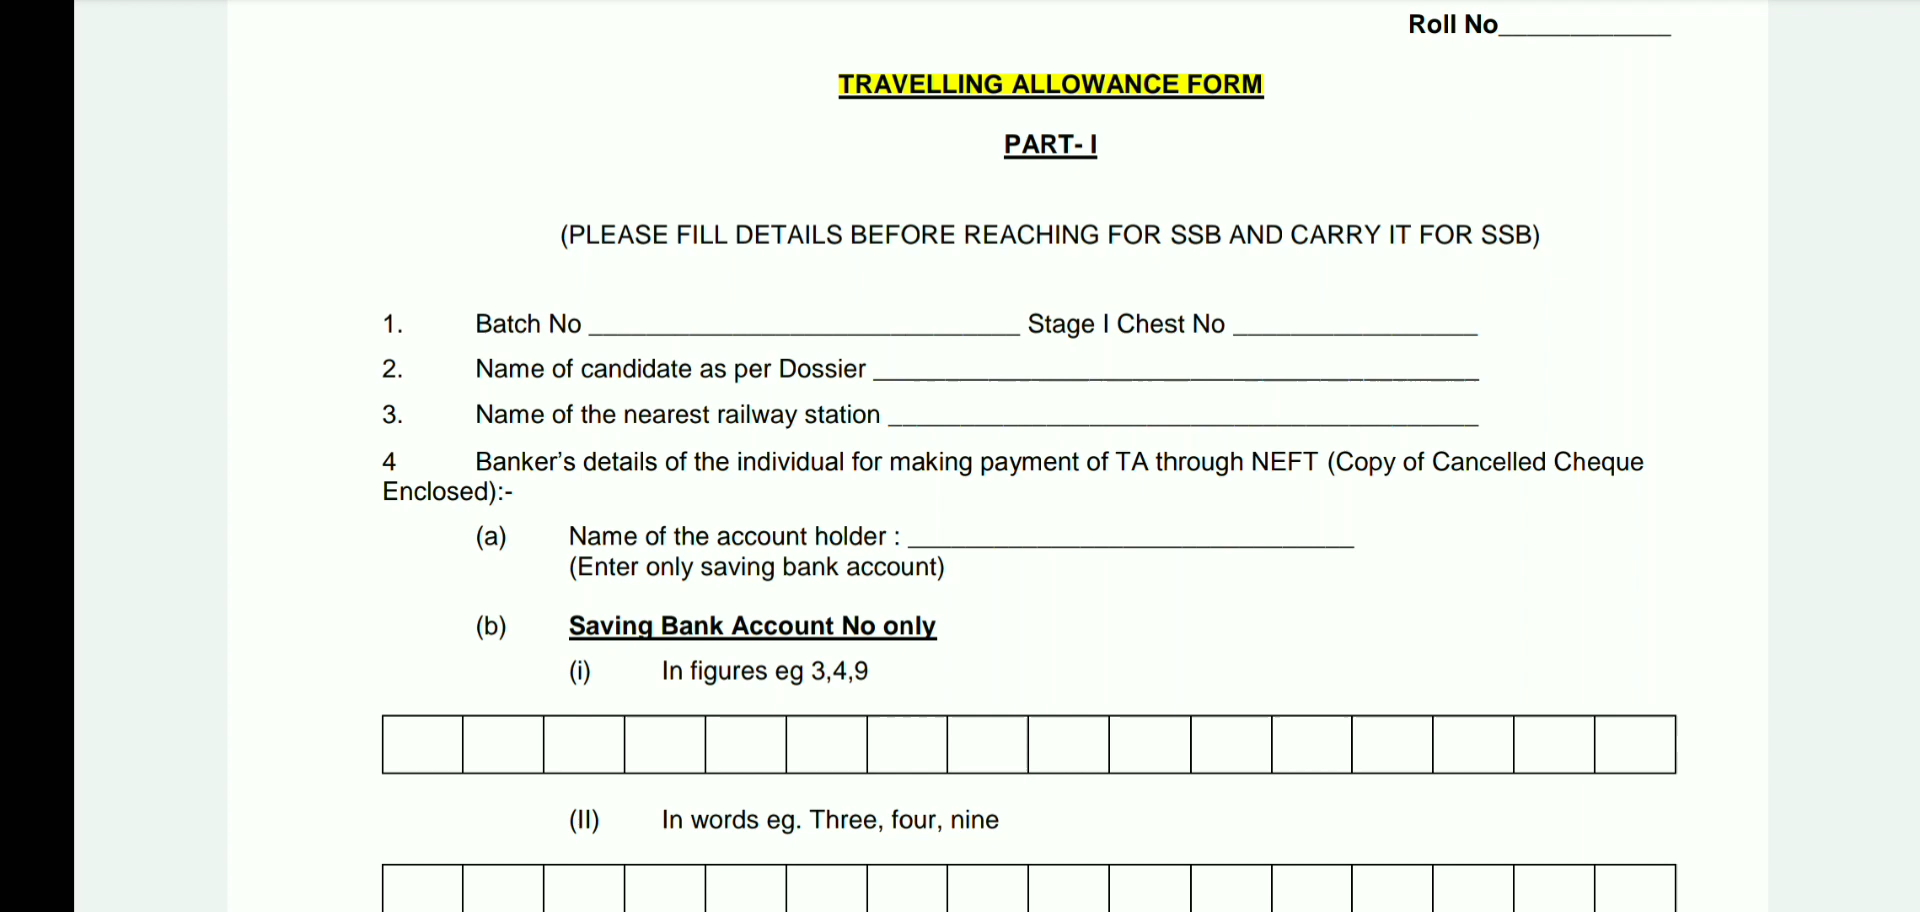 Roll No____________
TRAVELLING ALLOWANCE FORM
PART- I
(PLEASE FILL DETAILS BEFORE REACHING FOR SSB AND CARRY IT FOR SSB)
1. Batch No ______________________________ Stage I Chest No _________________
2. Name of candidate as per Dossier __________________________________________
3. Name of the nearest railway station _________________________________________
4 Banker’s details of the individual for making payment of TA through NEFT (Copy of Cancelled Cheque
Enclosed):-
(a) Name of the account holder : _______________________________
(Enter only saving bank account)
(b) Saving Bank Account No only
(i) In figures eg 3,4,9
(II) In words eg. Three, four, nine